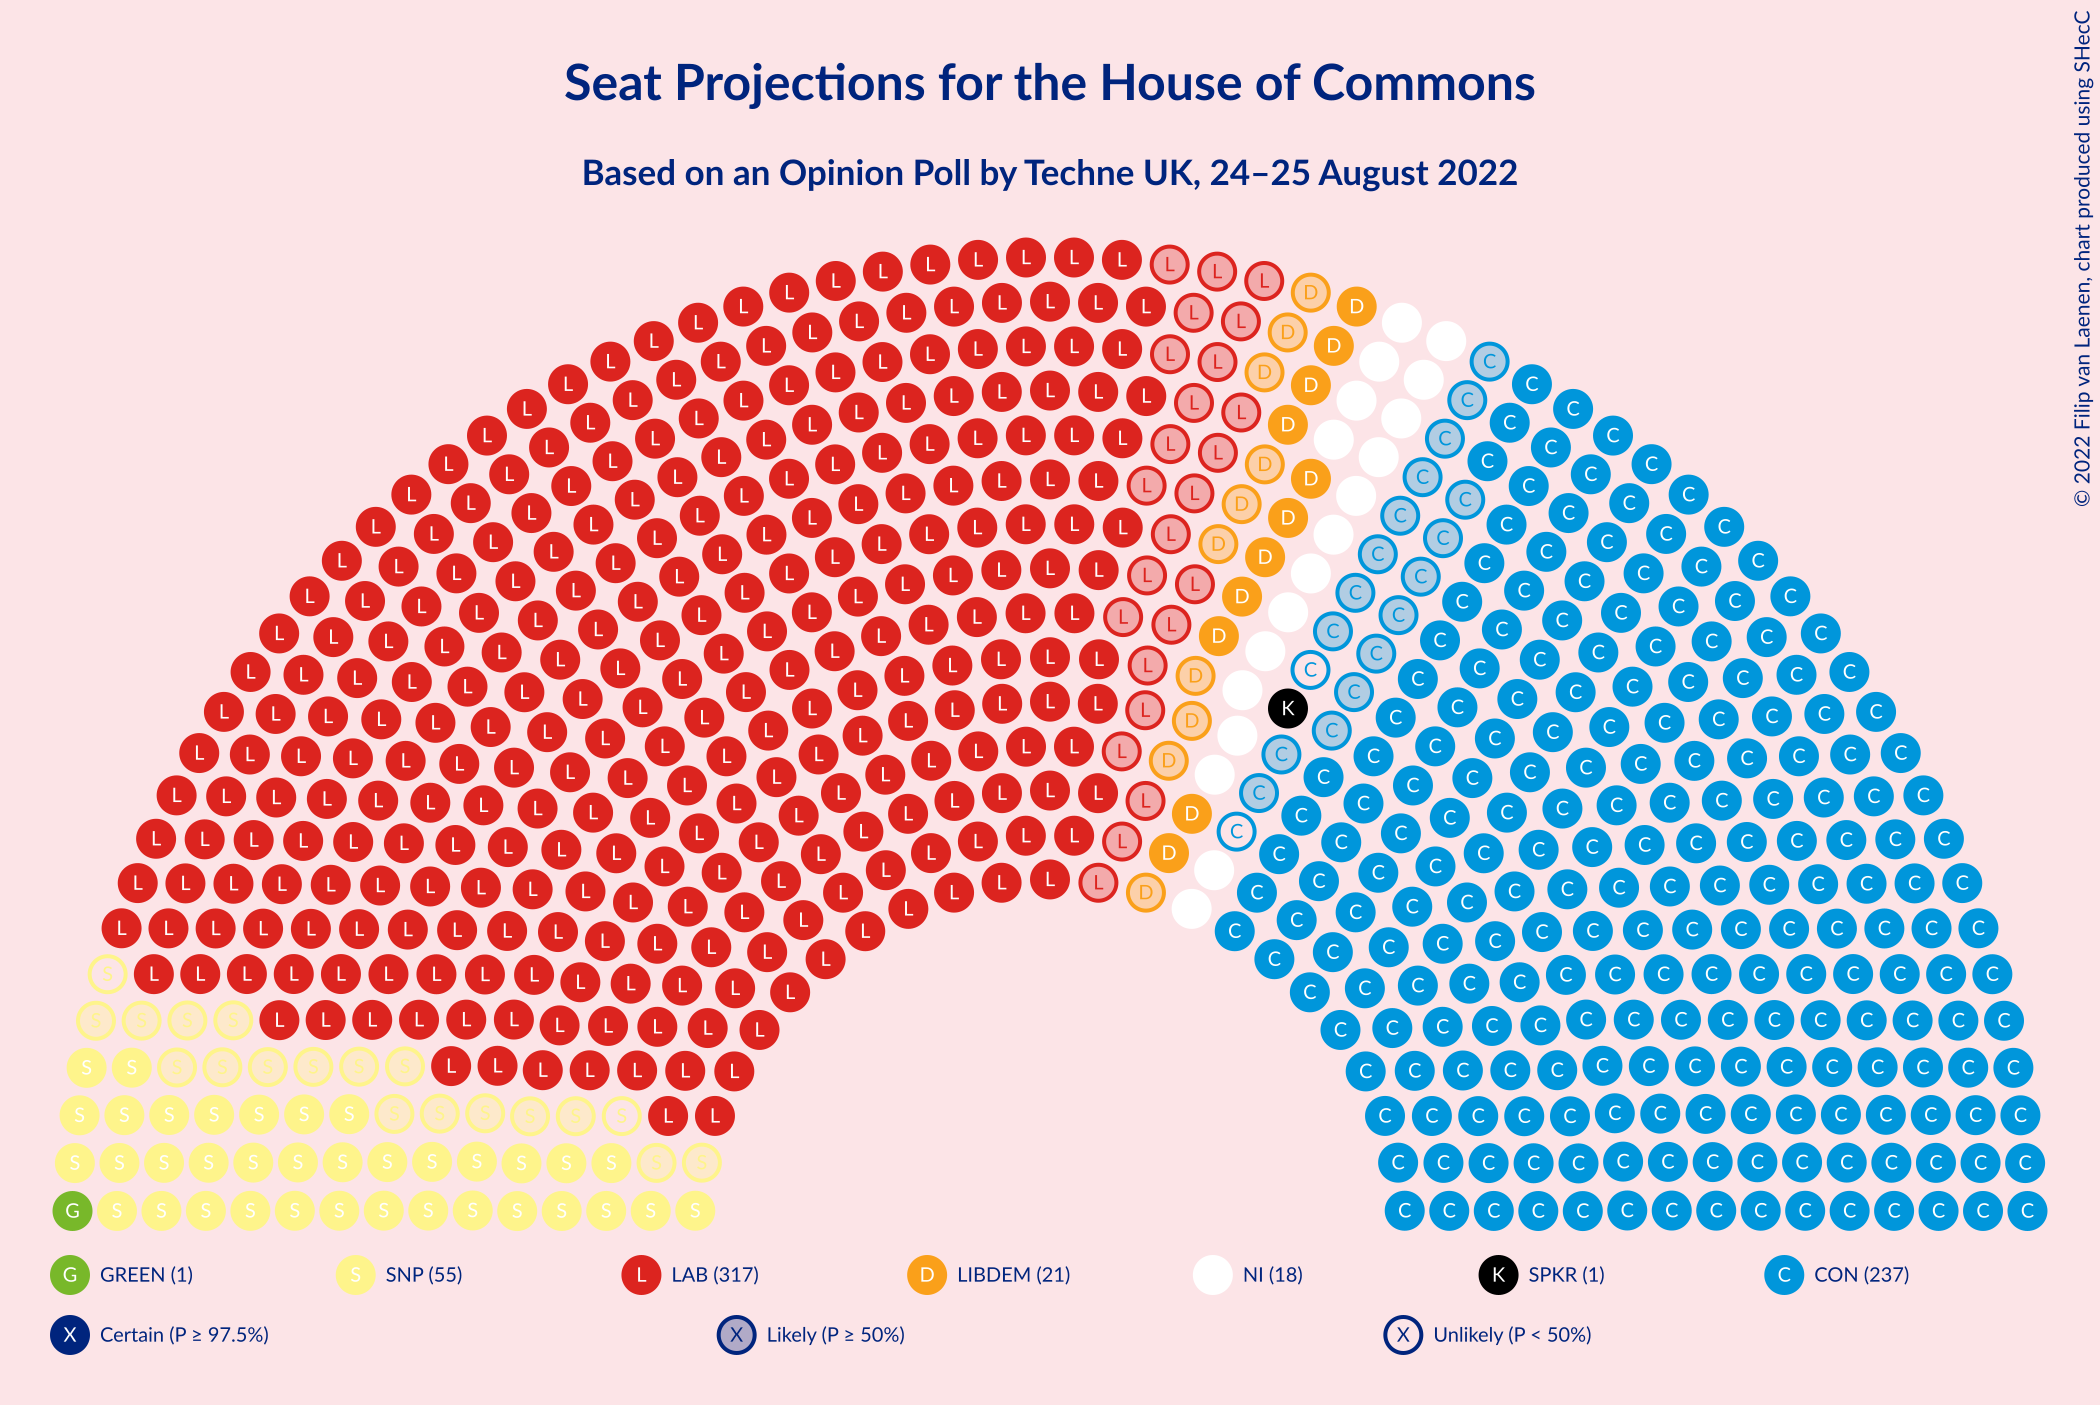 Seat Projections for the House of Commons
Based on an Opinion Poll by Techne UK, 24–25 August 2022
© 2022 Filip van Laenen, chart produced using SHecC
G GREEN (1)
S SNP (55)
L LAB (317)
D LIBDEM (21)
NI (18)
K SPKR (1)
C CON (237)
X Certain (P ≥ 97.5%)
X Likely (P ≥ 50%)
X Unlikely (P < 50%)